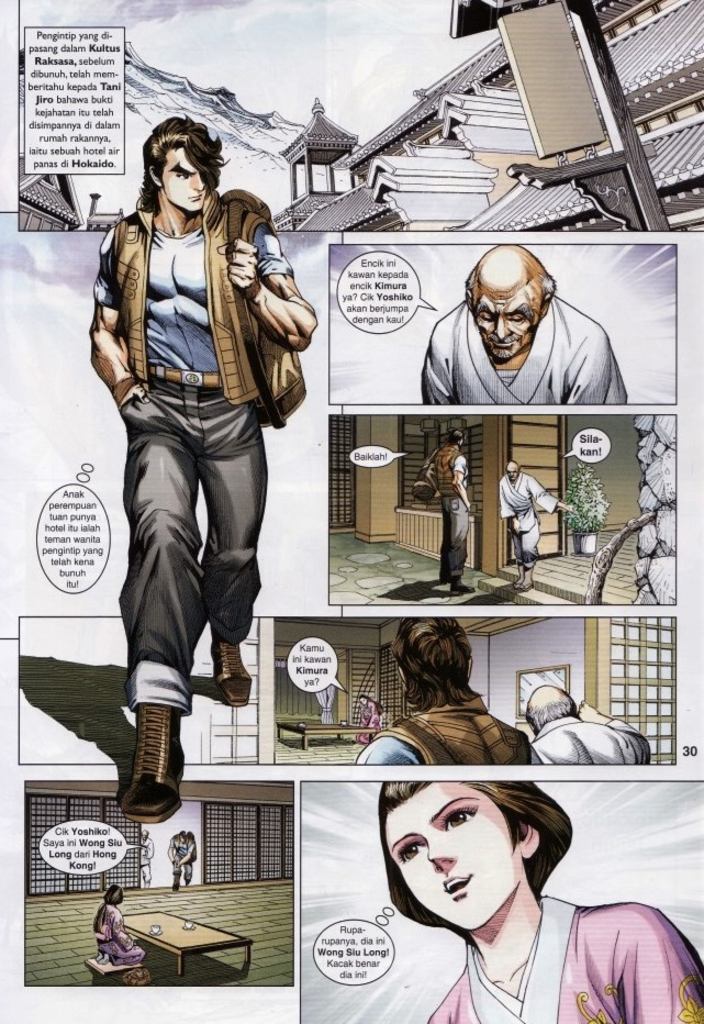 Pengintip yang di-
pasang dalam Kultus
Raksasa, sebelum
dibunuh, telah mem-
beritahu kepada Tani
Jiro bahawa bukti
kejahatan itu telah
disimpannya di dalam
rumah rakannya,
iaitu sebuah hotel air
panas di Hokaido.
Anak
perempuan
tuan punya
hotel itu ialah
teman wanita
pengintip yang
telah kena
bunuh
itu!
Encik ini
kawan kepada
encik Kimura
ya? Cik Yoshiko
akan berjumpa
dengan kau!
Baiklah!
Sila-
kan!
Kamu
ini kawan
Kimura
ya?
30
Cik Yoshiko!
Saya ini Wong Siu
Long dari Hong
Kong!
Rupa-
rupanya, dia ini
Wong Siu Long!
Kacak benar
dia ini!